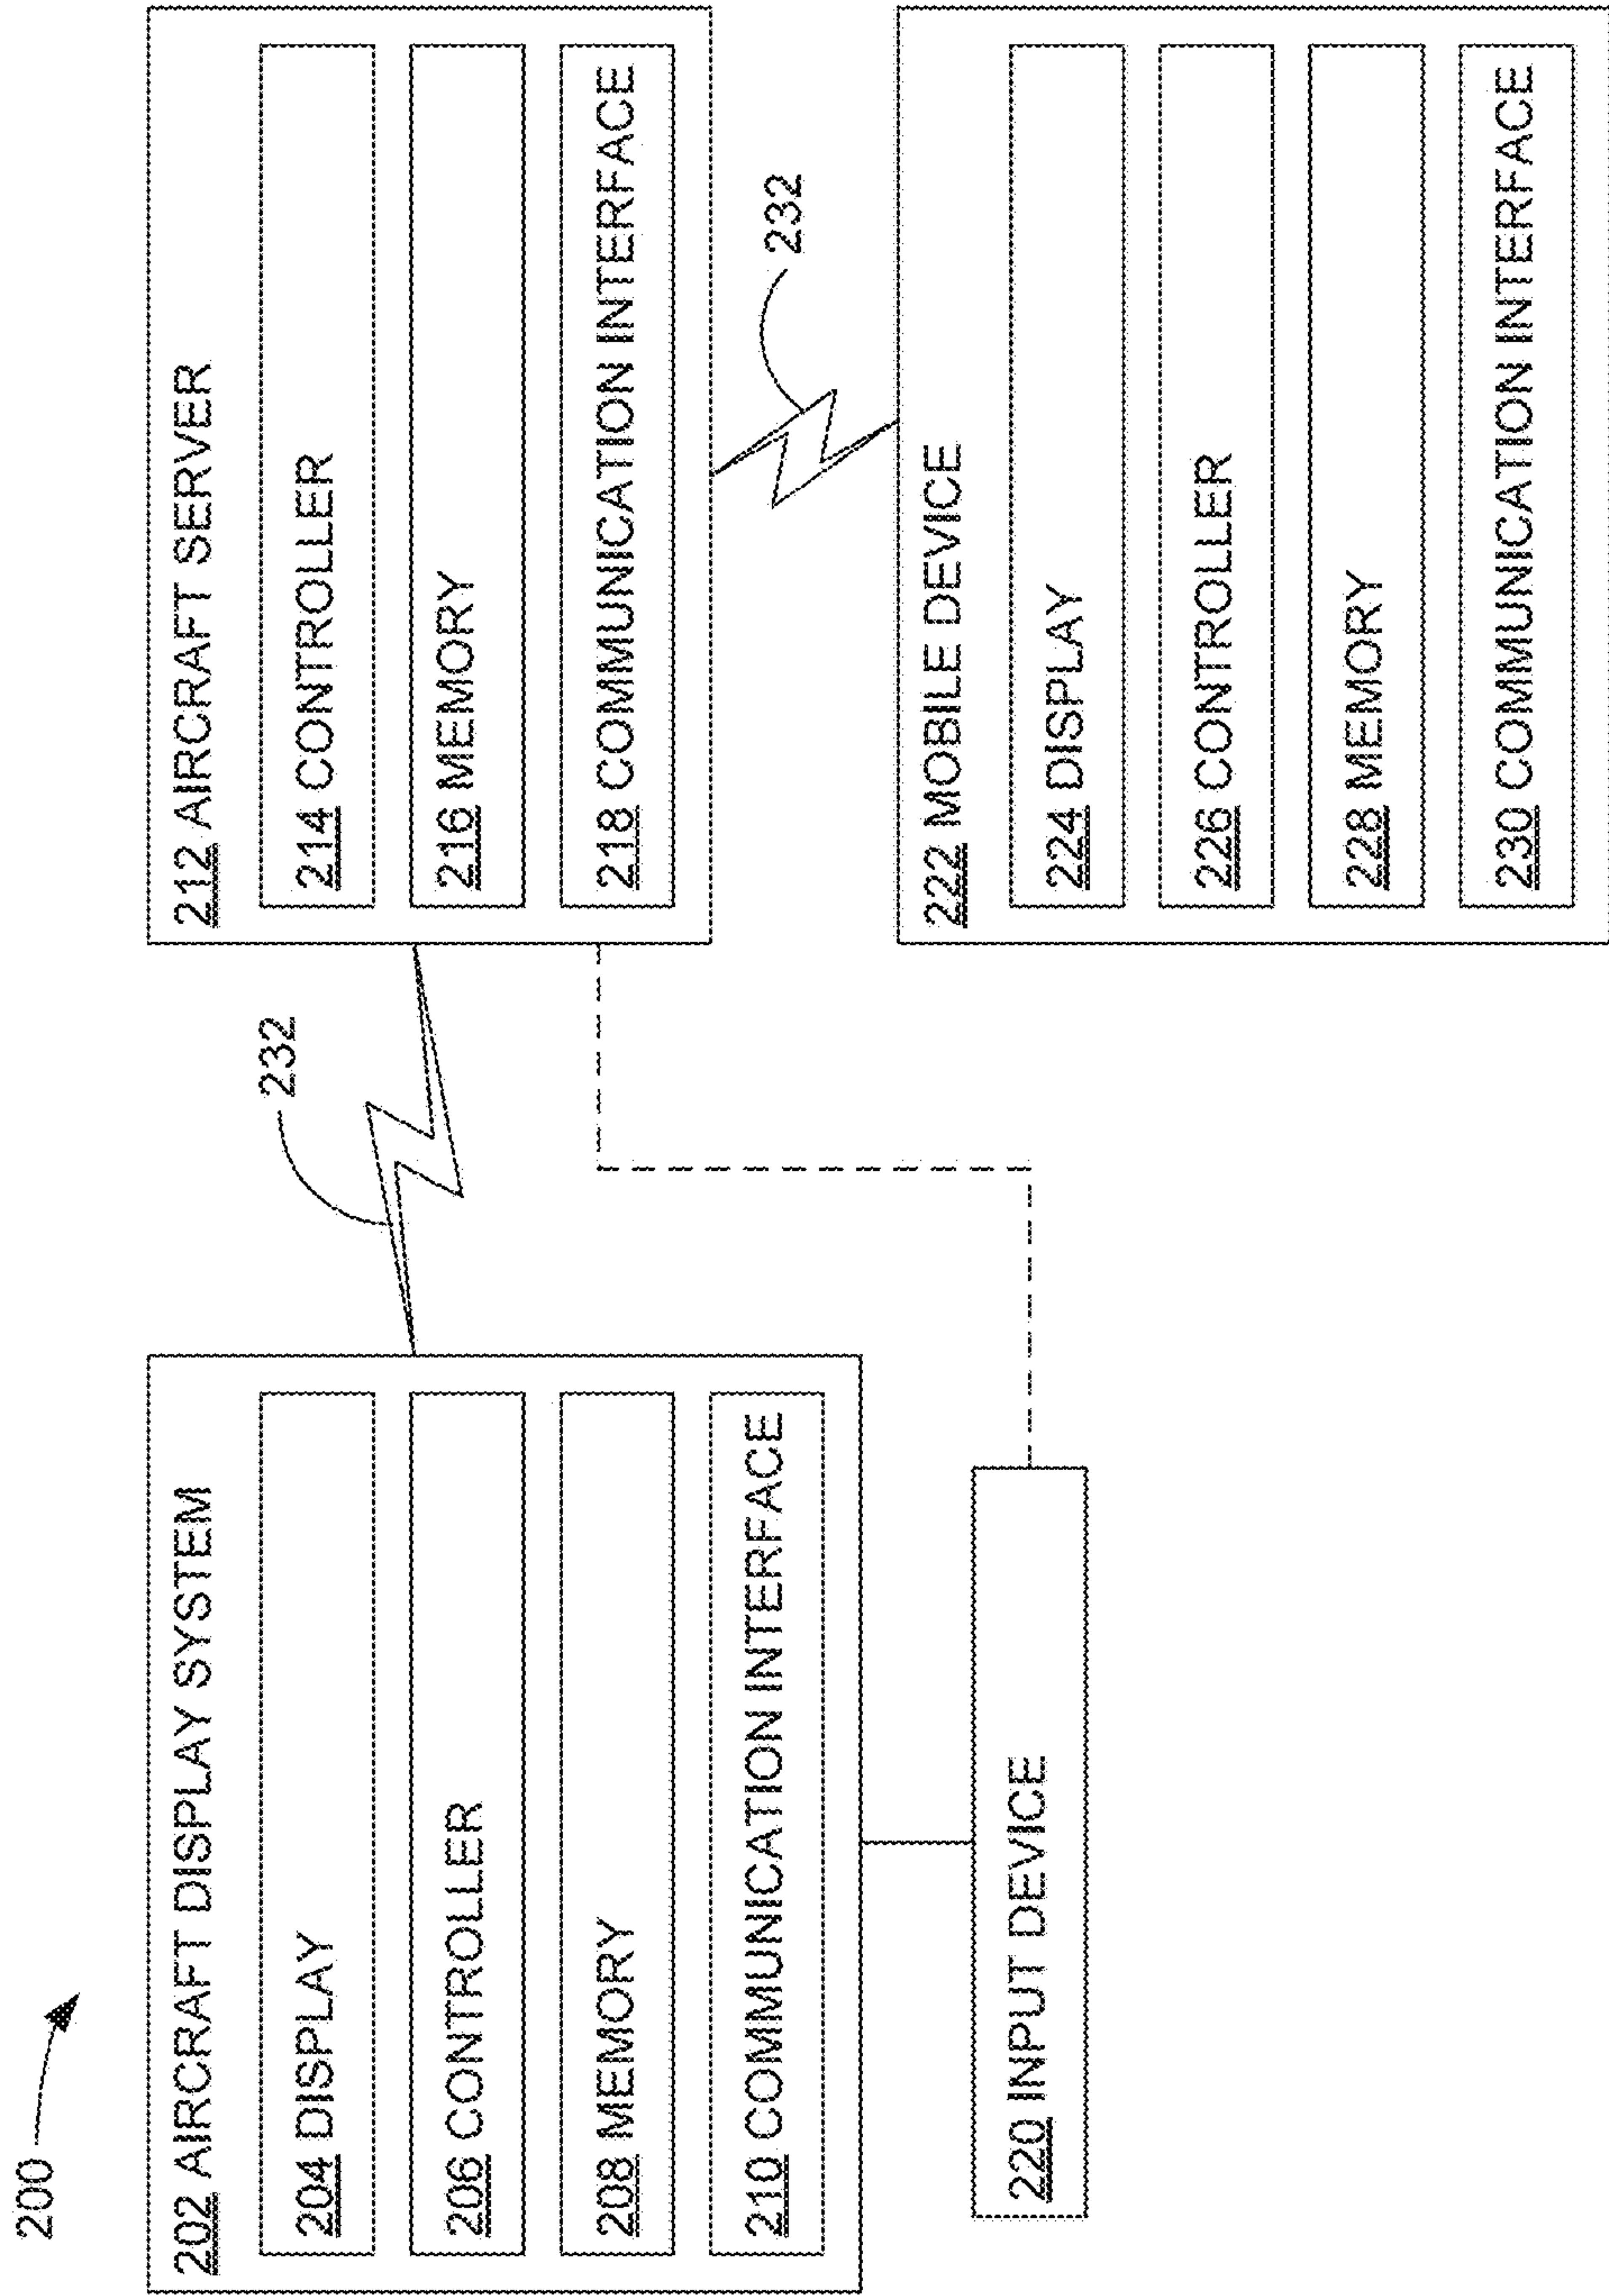 200
202 AIRCRAFT DISPLAY SYSTEM
204 DISPLAY
206 CONTROLLER
208 MEMORY
210 COMMUNICATION INTERFACE
220 INPUT DEVICE
232
212 AIRCRAFT SERVER
214 CONTROLLER
216 MEMORY
218 COMMUNICATION INTERFACE
232
222 MOBILE DEVICE
224 DISPLAY
226 CONTROLLER
228 MEMORY
230 COMMUNICATION INTERFACE